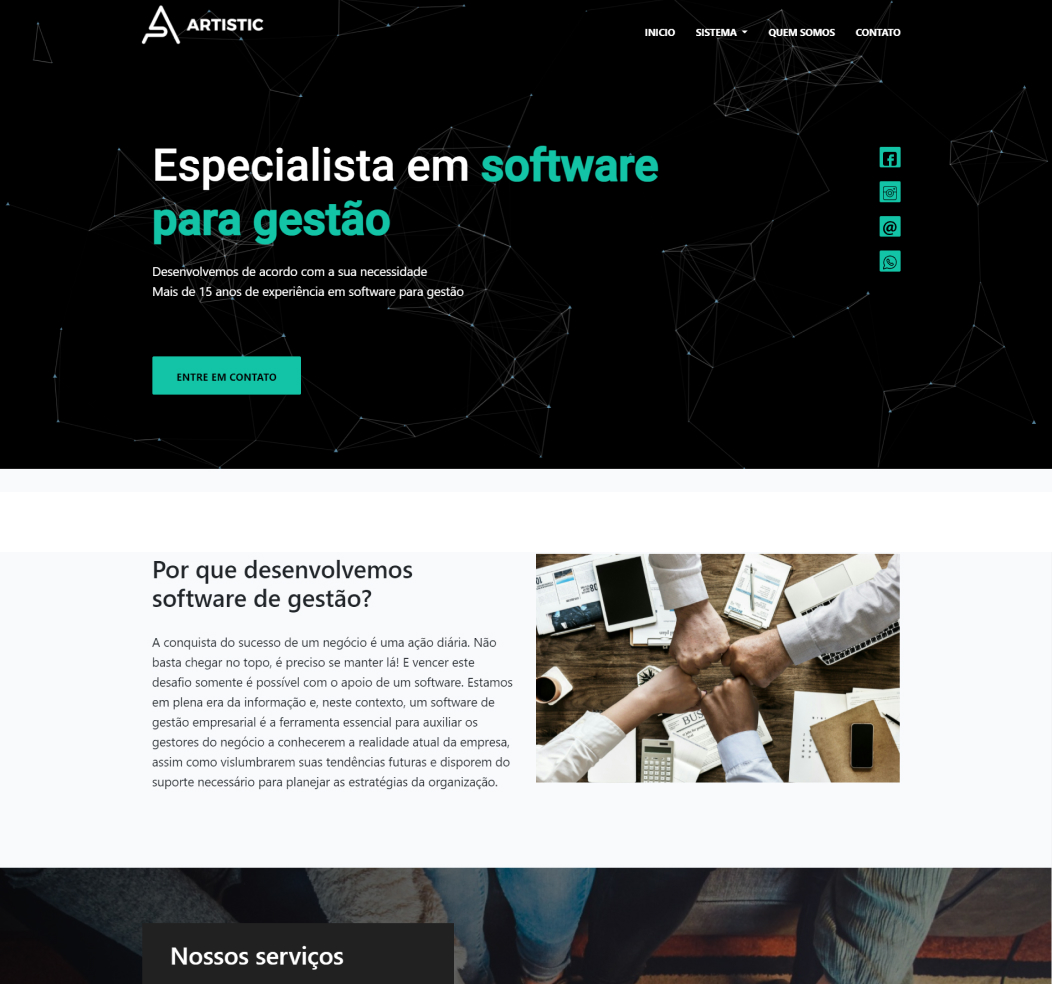 ARTISTIC
INICIO
SISTEMA
QUEM SOMOS
CONTATO
Especialista em software
para gestão
Desenvolvemos de acordo com a sua necessidade
Mais de 15 anos de experiência em software para gestão
@
ENTRE EM CONTATO
Por que desenvolvemos
software de gestão?
A conquista do sucesso de um negócio é uma ação diária. Não
basta chegar no topo, é preciso se manter lá! E vencer este
desafio somente é possível com o apoio de um software. Estamos
em plena era da informação e, neste contexto, um software de
gestão empresarial é a ferramenta essencial para auxiliar os
gestores do negócio a conhecerem a realidade atual da empresa,
assim como vislumbrarem suas tendências futuras e disporem do
suporte necessário para planejar as estratégias da organização.
Nossos serviços